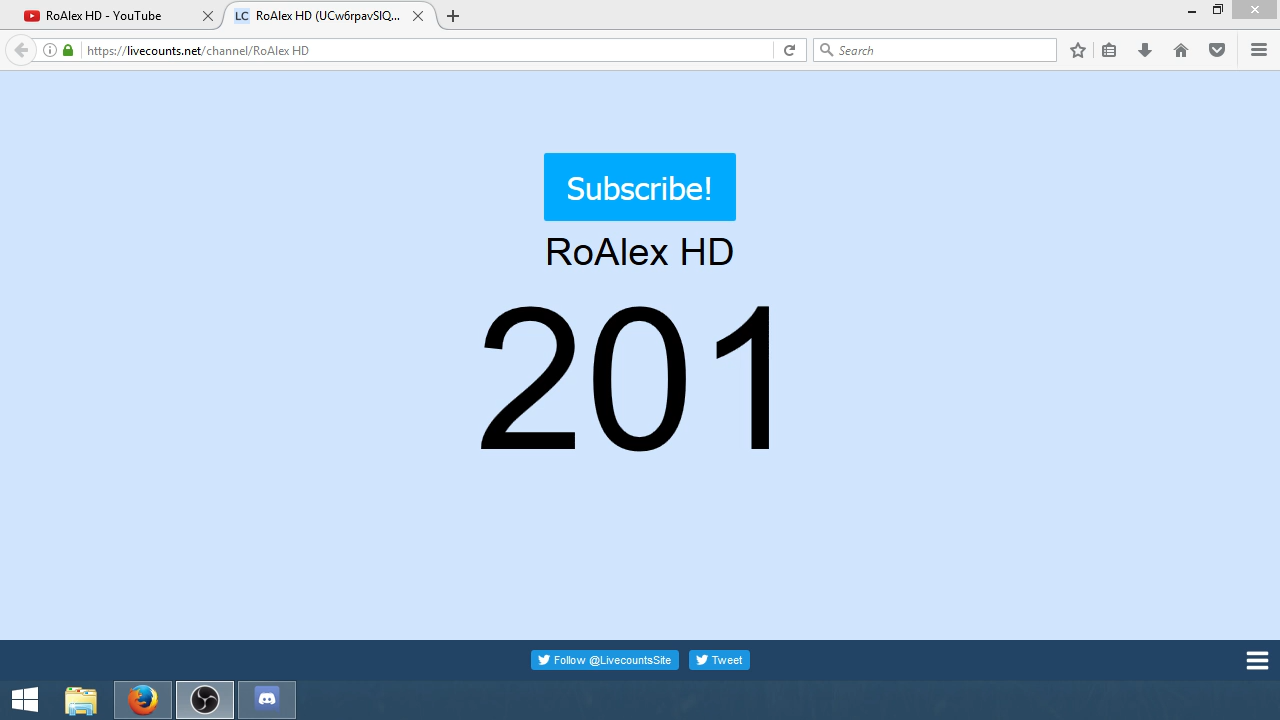 RoAlex HD - YouTube
LC RoAlex HD (UCw6rpavSlQ...
https://livecounts.net/channel/RoAlex HD
Search
Subscribe!
RoAlex HD
201
Follow @LivecountsSite
Tweet